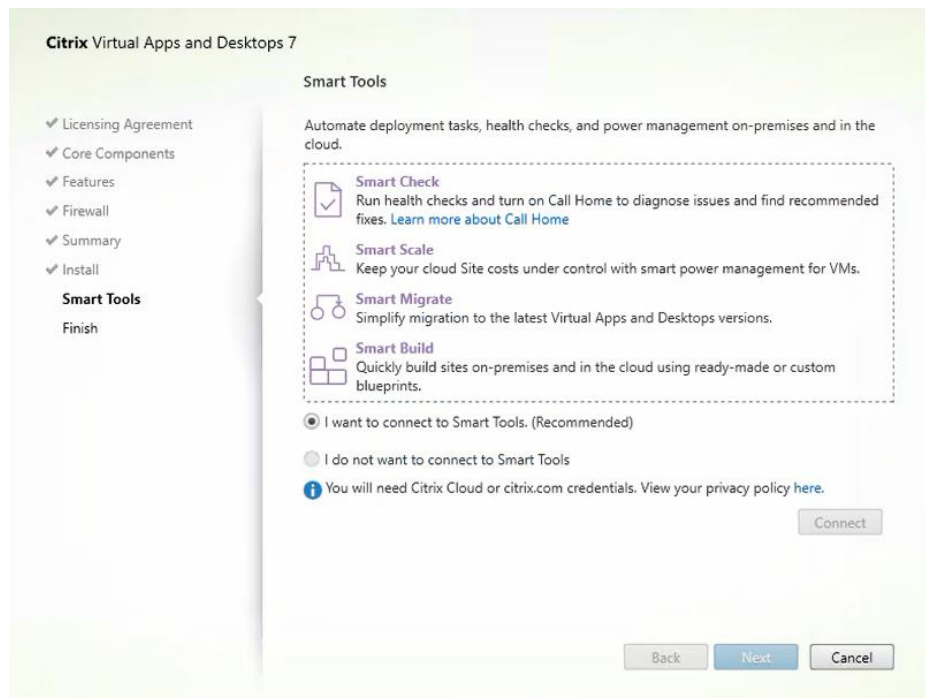 Citrix Virtual Apps and Desktops 7
Smart Tools
✔ Licensing Agreement
✔ Core Components
✔ Features
✔ Firewall
✔ Summary
✔ Install
Smart Tools
Finish
Automate deployment tasks, health checks, and power management on-premises and in the
cloud.
Smart Check
Run health checks and turn on Call Home to diagnose issues and find recommended
fixes. Learn more about Call Home
Smart Scale
Keep your cloud Site costs under control with smart power management for VMs.
Smart Migrate
Simplify migration to the latest Virtual Apps and Desktops versions.
Smart Build
Quickly build sites on-premises and in the cloud using ready-made or custom
blueprints.
I want to connect to Smart Tools. (Recommended)
I do not want to connect to Smart Tools
You will need Citrix Cloud or citrix.com credentials. View your privacy policy here.
Connect
Back Next Cancel